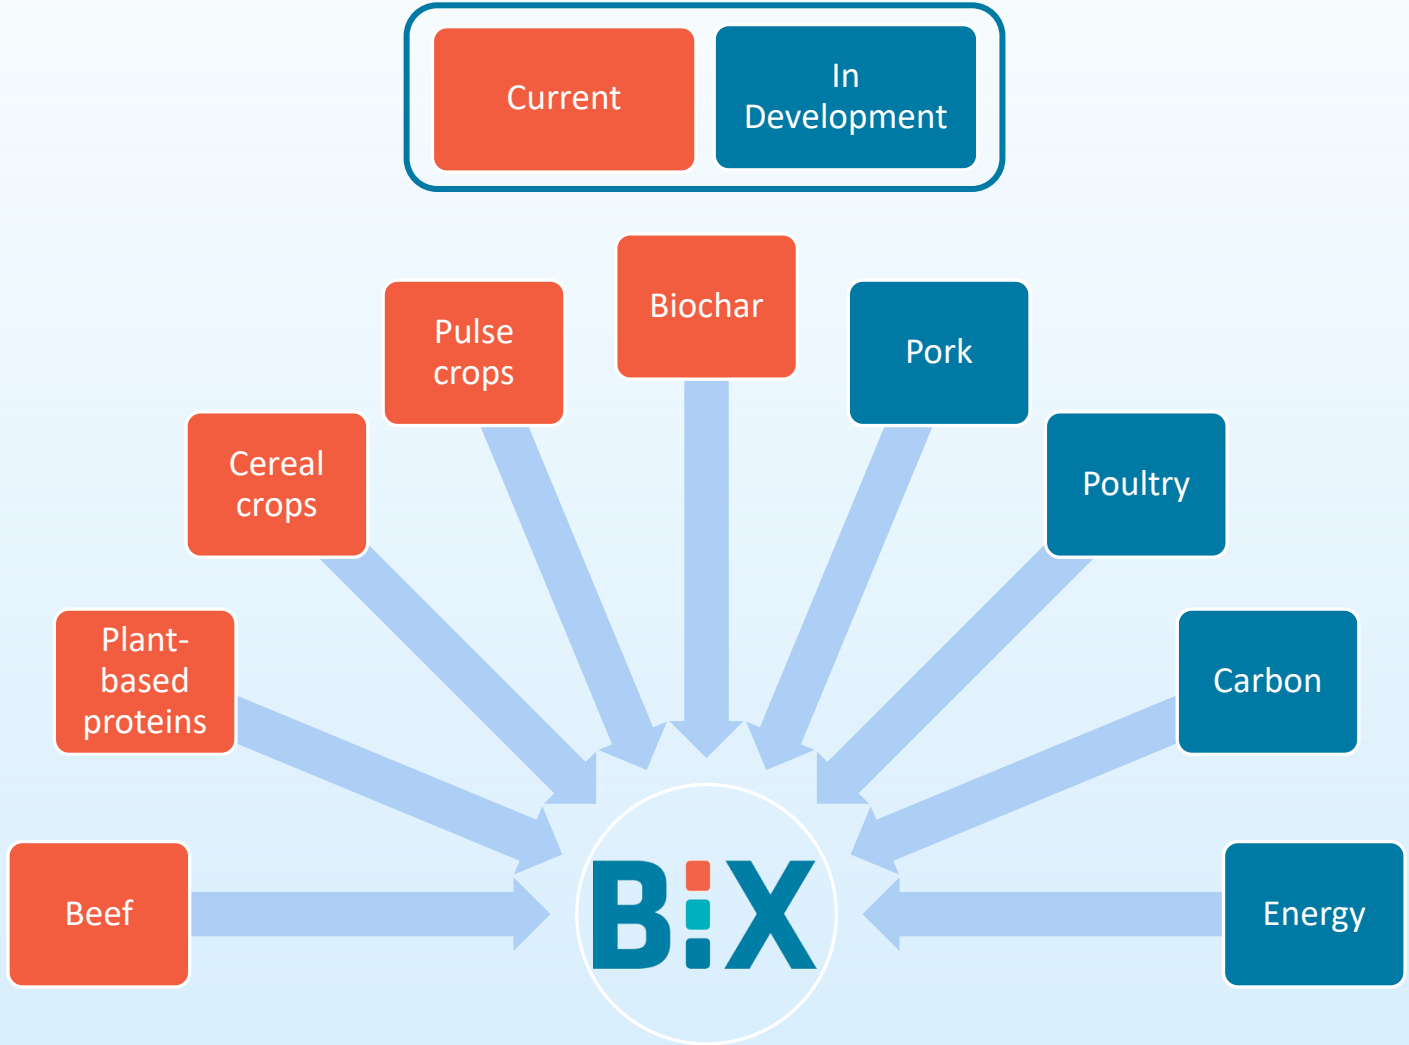 Current
In
Development
Biochar
Pulse
crops
Pork
Cereal
crops
Poultry
Plant-
based
proteins
Carbon
Beef
BiX
Energy